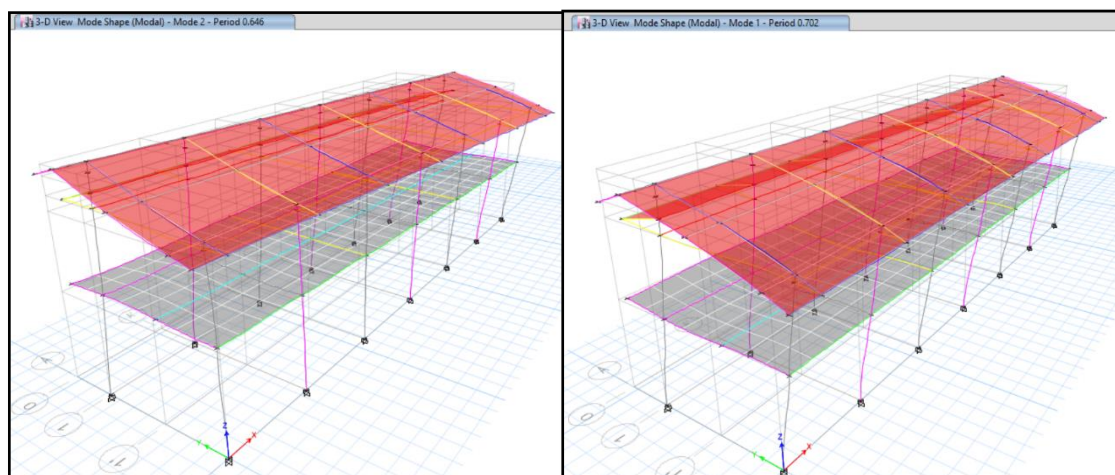 3-D View Mode Shape (Modal) - Mode 2 - Period 0.646
3-D View Mode Shape (Modal) - Mode 1 - Period 0.702
Z
Y
X
Z
Y
X